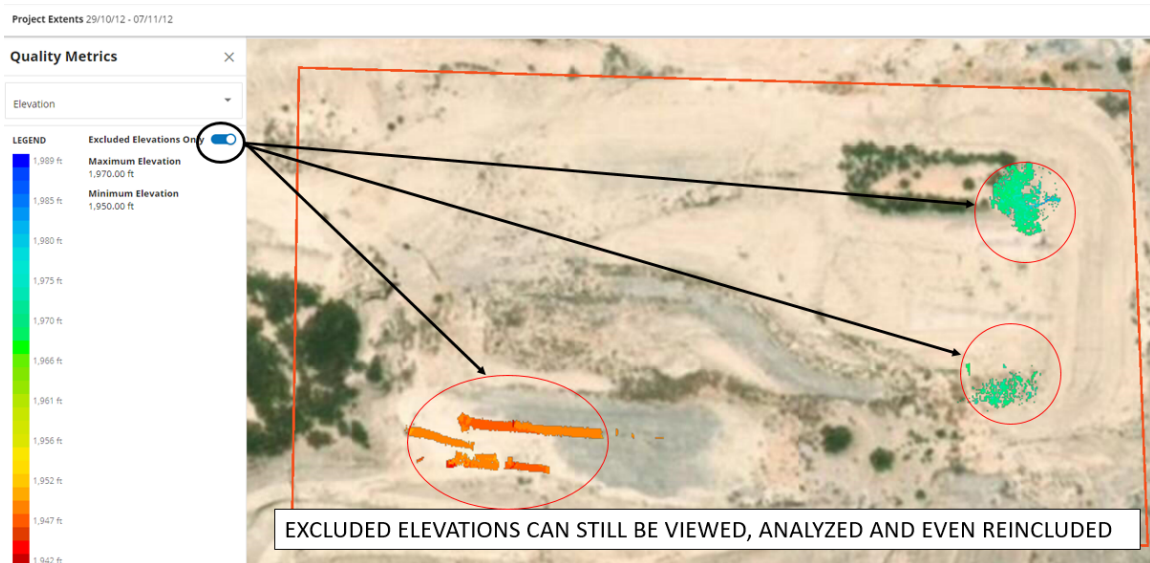 Project Extents 29/10/12 - 07/11/12
Quality Metrics
Elevation
LEGEND
Excluded Elevations Only
1,989 ft
Maximum Elevation
1,970.00 ft
1,985 ft
Minimum Elevation
1,950.00 ft
1,980 ft
1,975 ft
1,970 ft
1,966 ft
1,961 ft
1,956 ft
1,952 ft
1,947 ft
1,942 ft
EXCLUDED ELEVATIONS CAN STILL BE VIEWED, ANALYZED AND EVEN REINCLUDED